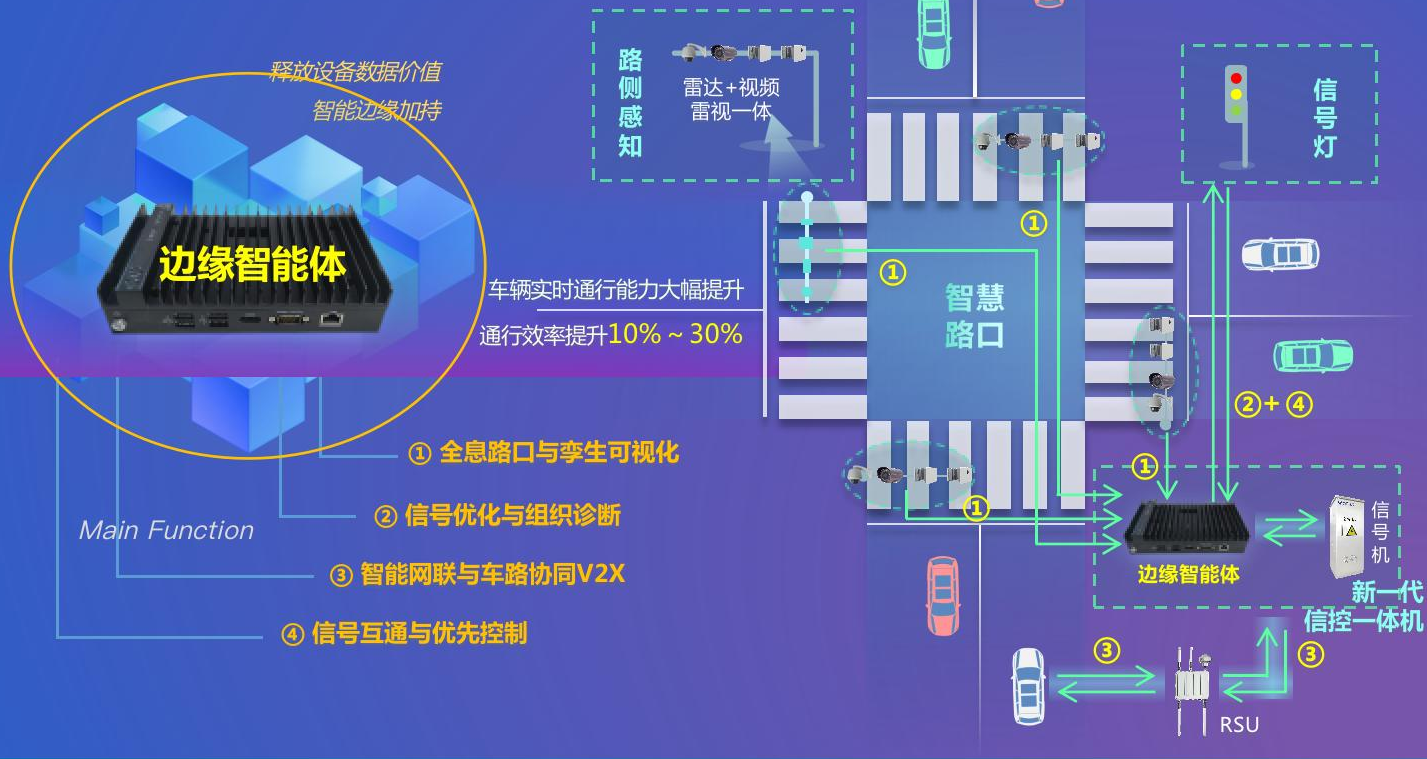 释放设备数据价值
智能边缘加持
边缘智能体
车辆实时通行能力大幅提升
通行效率提升10%~30%
Main Function
① 全息路口与孪生可视化
② 信号优化与组织诊断
③ 智能网联与车路协同V2X
④ 信号互通与优先控制
路侧感知
雷达+视频
雷视一体
信号灯
智慧
路口
①
①
①
①
②+④
边缘智能体
信号机
新一代
信控一体机
③
③
RSU